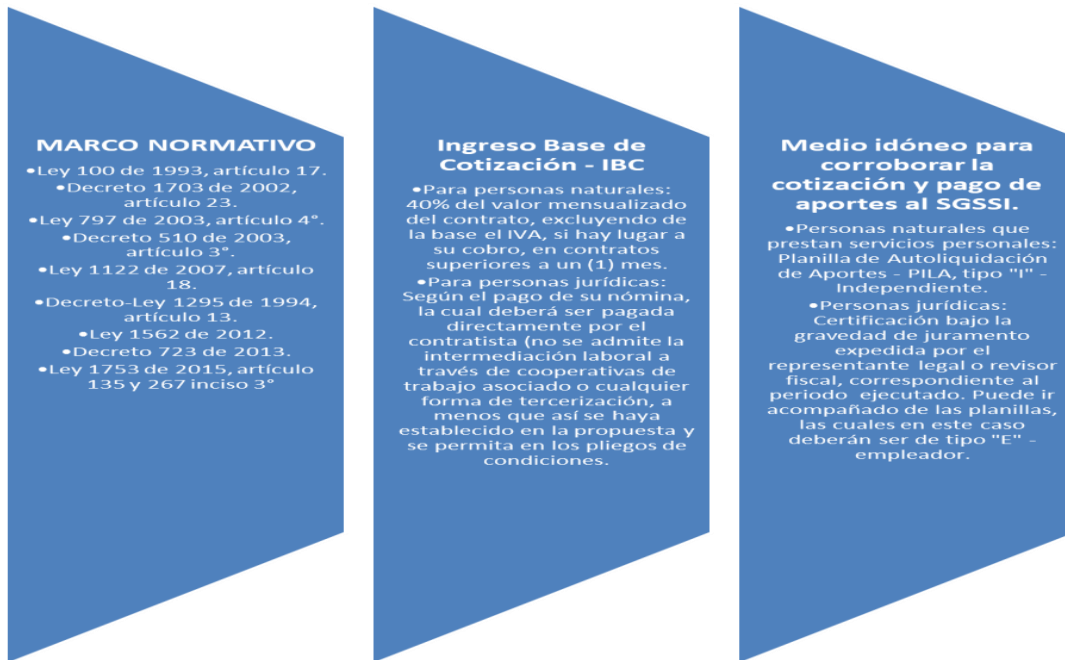 MARCO NORMATIVO
•Ley 100 de 1993, artículo 17.
•Decreto 1703 de 2002,
artículo 23.
•Ley 797 de 2003, artículo 4°.
•Decreto 510 de 2003,
artículo 3°.
•Ley 1122 de 2007, artículo
18.
•Decreto-Ley 1295 de 1994,
artículo 13.
•Ley 1562 de 2012.
•Decreto 723 de 2013.
•Ley 1753 de 2015, artículo
135 y 267 inciso 3°
Ingreso Base de
Cotización - IBC
•Para personas naturales:
40% del valor mensualizado
del contrato, excluyendo de
la base el IVA, si hay lugar a
su cobro, en contratos
superiores a un (1) mes.
•Para personas jurídicas:
Según el pago de su nómina,
la cual deberá ser pagada
directamente por el
contratista (no se admite la
intermediación laboral a
través de cooperativas de
trabajo asociado o cualquier
forma de tercerización, a
menos que así se haya
establecido en la propuesta y
se permita en los pliegos de
condiciones.
Medio idóneo para
corroborar la
cotización y pago de
aportes al SGSSI.
•Personas naturales que
prestan servicios personales:
Planilla de Autoliquidación
de Aportes - PILA, tipo "I" -
Independiente.
•Personas jurídicas:
Certificación bajo la
gravedad de juramento
expedida por el
representante legal o revisor
fiscal, correspondiente al
periodo ejecutado. Puede ir
acompañado de las planillas,
las cuales en este caso
deberán ser de tipo "E" -
empleador.